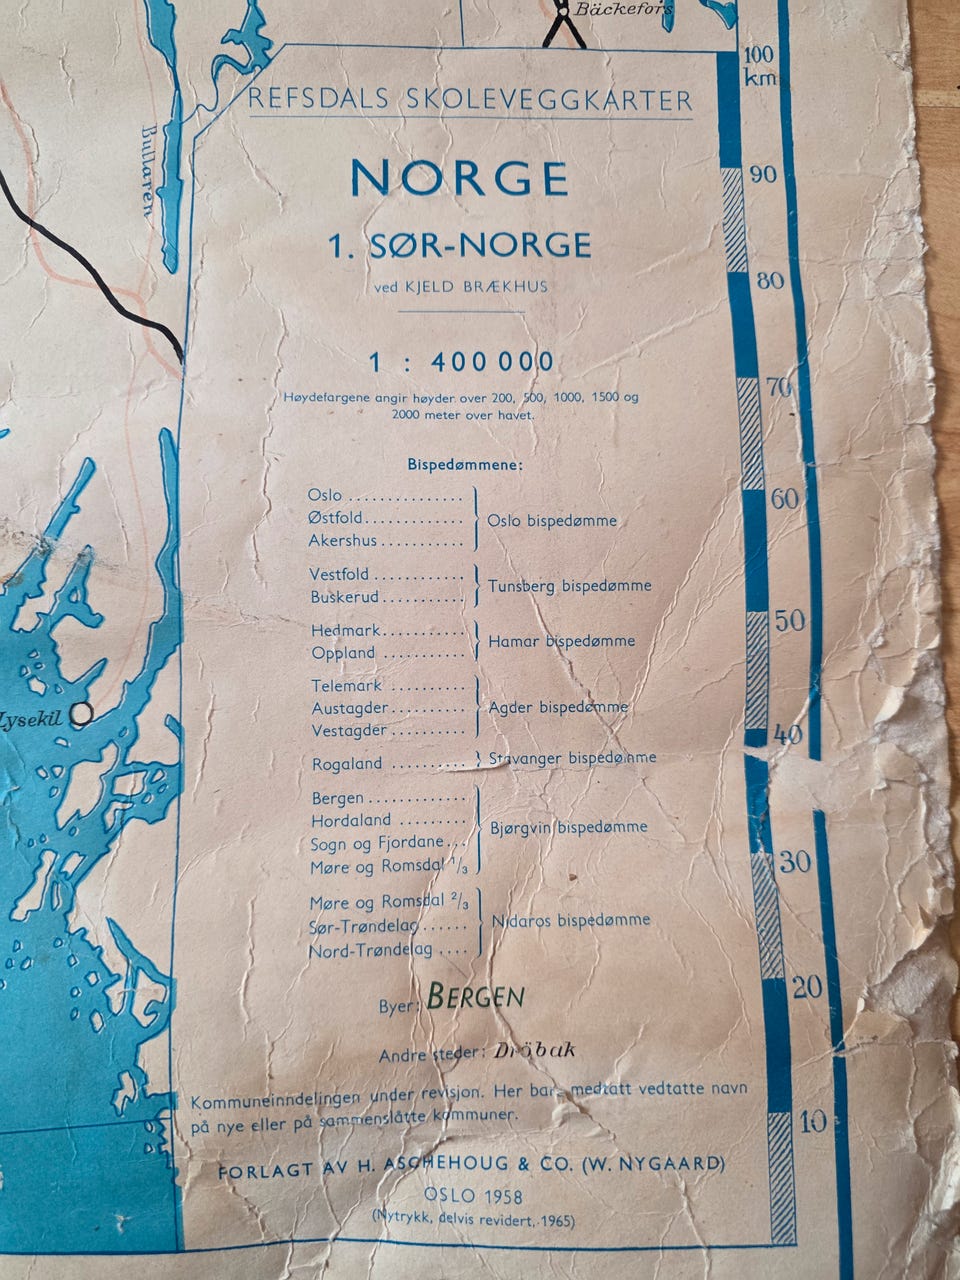 Bäckefors
Bullaren
Lysekil
REFSDALS SKOLEVEGGKARTER
NORGE
1. SØR-NORGE
ved KJELD BRÆKHUS
1 : 400 000
Høydefargene angir høyder over 200, 500, 1000, 1500 og
2000 meter over havet.
Bispedømmene:
Oslo ...............
Østfold.............
Akershus ............
Oslo bispedømme
Vestfold ............
Buskerud............
Tunsberg bispedømme
Hedmark............
Oppland ...........
Hamar bispedømme
Telemark ..........
Austagder..........
Vestagder..........
Agder bispedømme
Rogaland ..........
Stavanger bispedømme
Bergen .............
Hordaland .........
Sogn og Fjordane...
Møre og Romsdal 1/3
Bjørgvin bispedømme
Møre og Romsdal 2/3
Sør-Trøndelag ......
Nord-Trøndelag ....
Nidaros bispedømme
Byer: BERGEN
Andre steder: Dröbak
Kommuneinndelingen under revisjon. Her bare medtatt vedtatte navn
på nye eller på sammenslåtte kommuner.
FORLAGT AV H. ASCHEHOUG & CO. (W. NYGAARD)
OSLO 1958
(Nytrykk, delvis revidert, 1965)
100
km
90
80
70
60
50
40
30
20
10